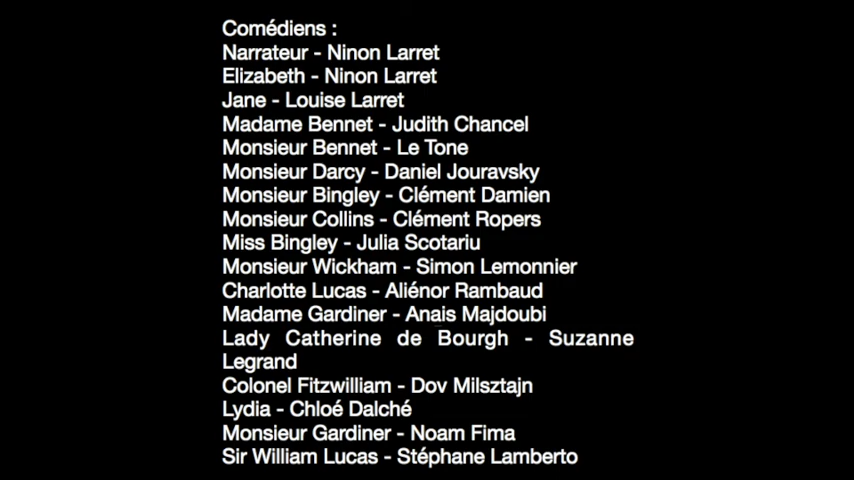 Comédiens :
Narrateur - Ninon Larret
Elizabeth - Ninon Larret
Jane - Louise Larret
Madame Bennet - Judith Chancel
Monsieur Bennet - Le Tone
Monsieur Darcy - Daniel Jouravsky
Monsieur Bingley - Clément Damien
Monsieur Collins - Clément Ropers
Miss Bingley - Julia Scotariu
Monsieur Wickham - Simon Lemonnier
Charlotte Lucas - Aliénor Rambaud
Madame Gardiner - Anais Majdoubi
Lady Catherine de Bourgh - Suzanne
Legrand
Colonel Fitzwilliam - Dov Milsztajn
Lydia - Chloé Dalché
Monsieur Gardiner - Noam Fima
Sir William Lucas - Stéphane Lamberto